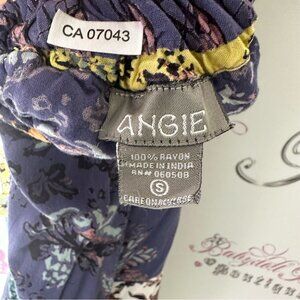 CA 07043
ANGIE
100% RAYON
MADE IN INDIA
RN# 060508
S
CARE ON REVERSE